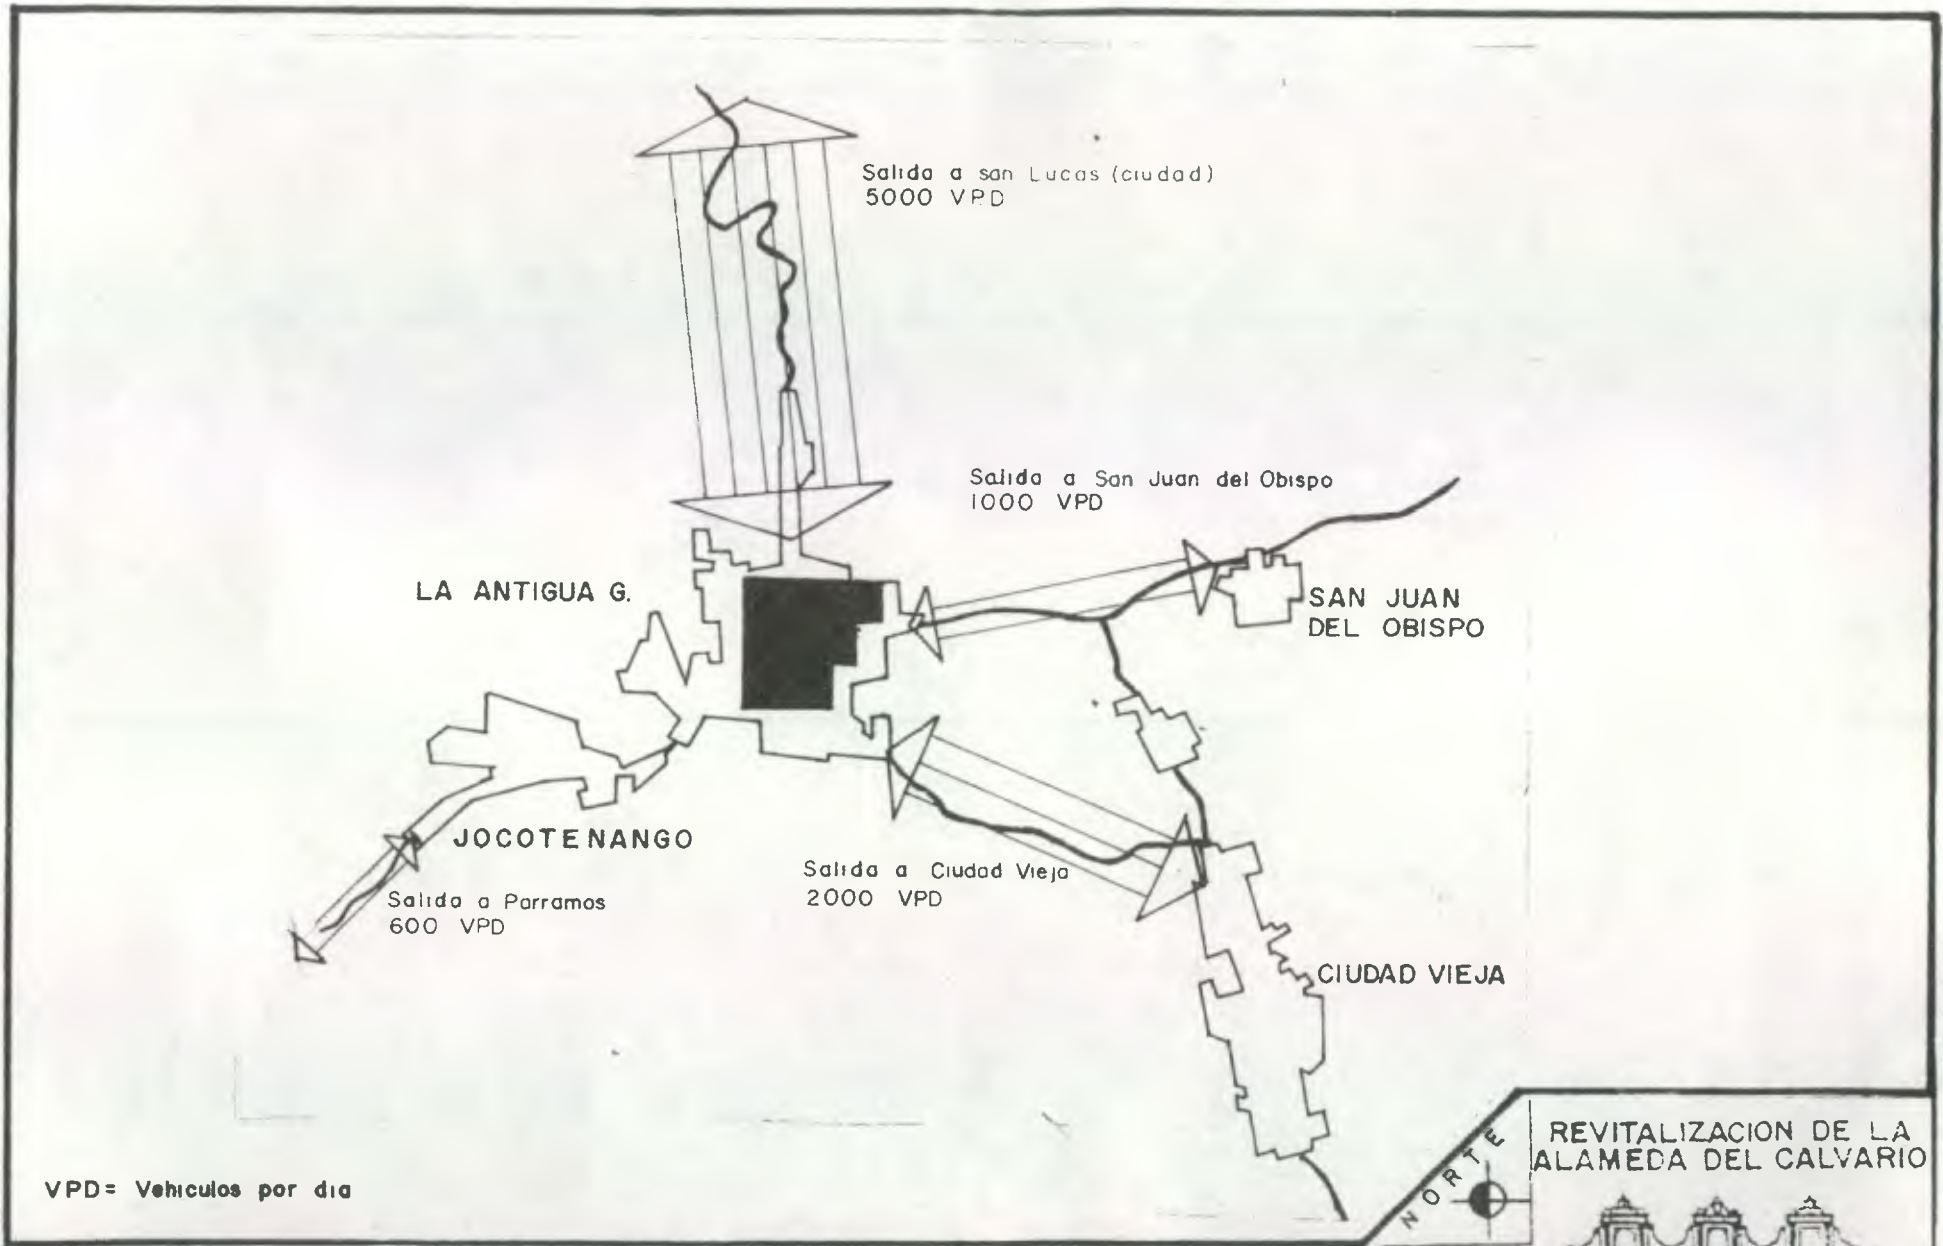 Salida a san Lucas (ciudad)
5000 VPD
Salida a San Juan del Obispo
1000 VPD
LA ANTIGUA G.
SAN JUAN
DEL OBISPO
JOCOTENANGO
Salida a Parramos
600 VPD
Salida a Ciudad Vieja
2000 VPD
CIUDAD VIEJA
VPD= Vehiculos por dia
NORTE
REVITALIZACION DE LA
ALAMEDA DEL CALVARIO